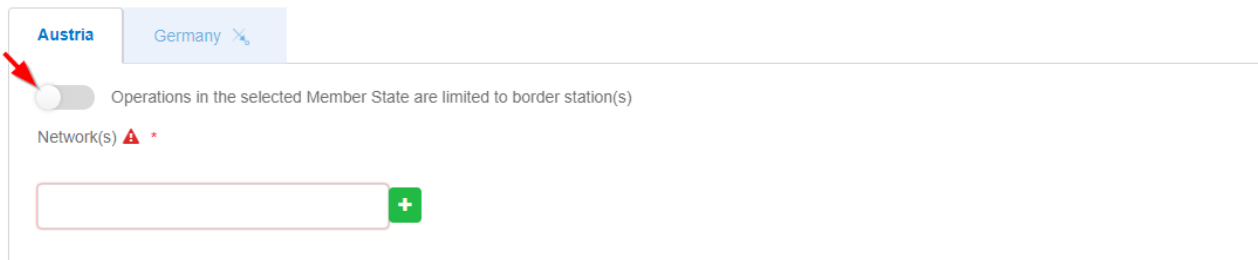 Austria
Germany
Operations in the selected Member State are limited to border station(s)
Network(s) *